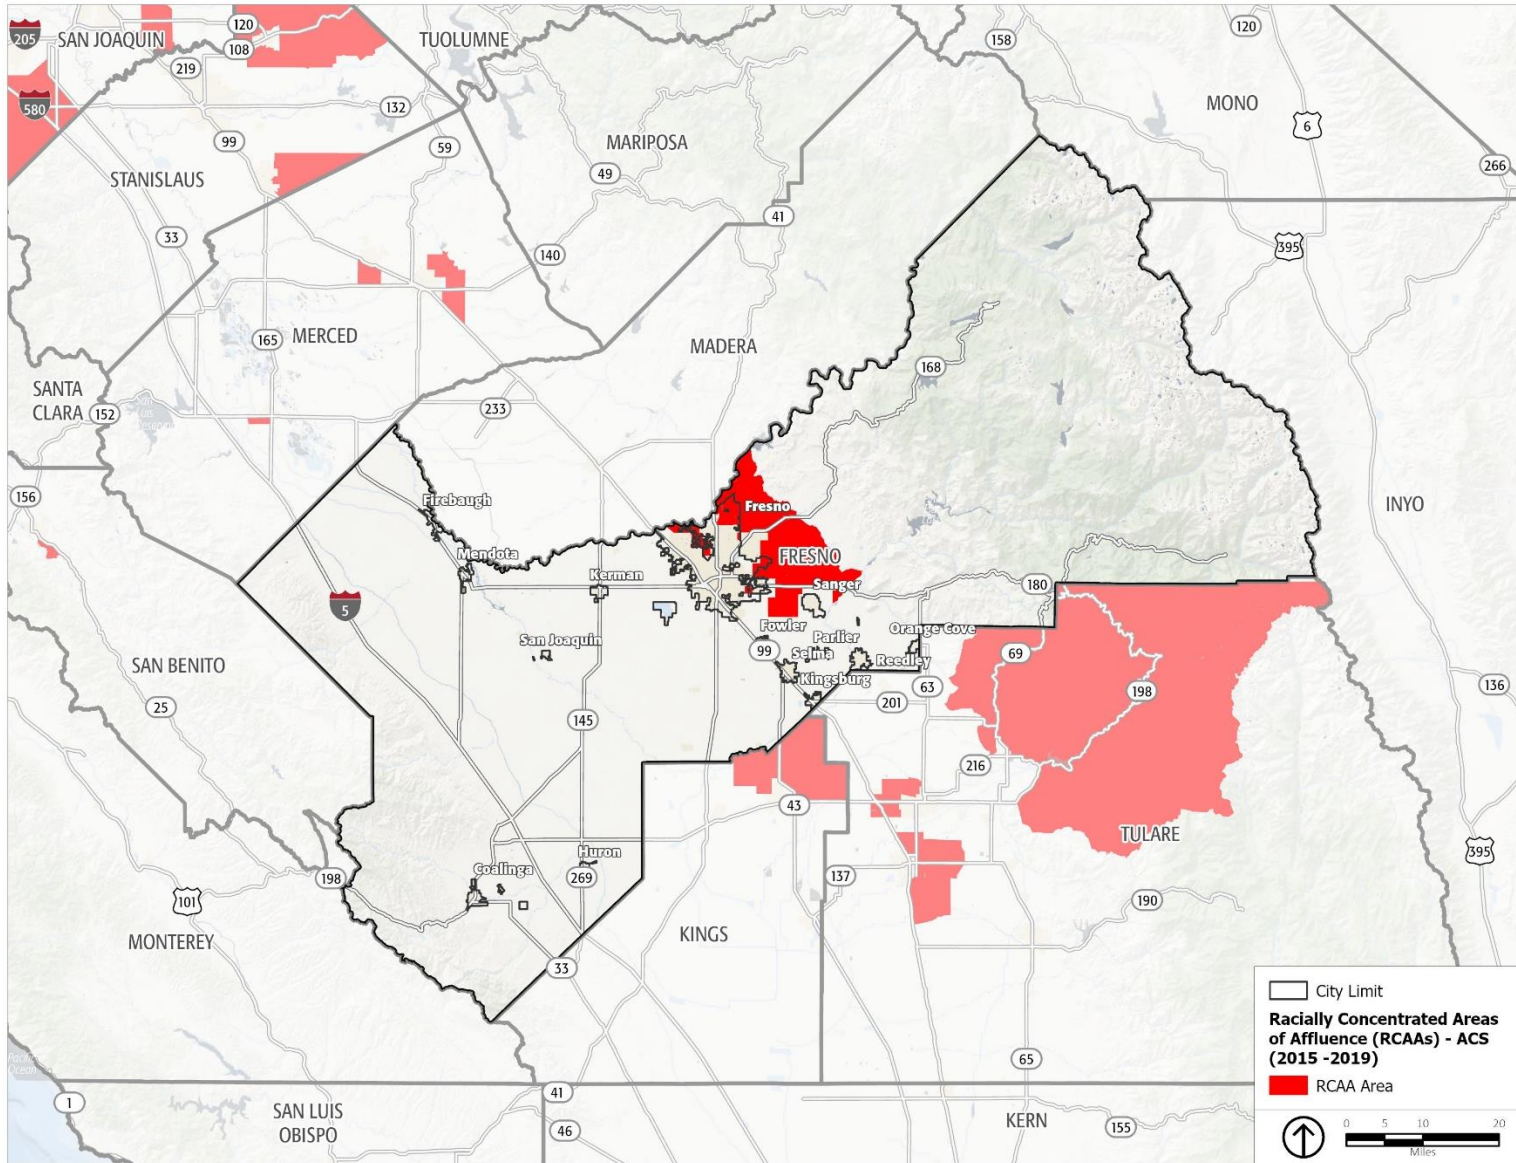 120
205
SAN JOAQUIN
108
TUOLUMNE
158
120
219
580
132
MONO
6
99
59
MARIPOSA
49
266
STANISLAUS
41
33
140
395
165
MERCED
MADERA
168
SANTA
CLARA
152
233
156
Firebaugh
Fresno
INYO
Mendota
FRESNO
Kerman
Sanger
180
5
Fowler
Parlier
Orange Cove
San Joaquin
99
Selma
Reedley
69
SAN BENITO
Kingsburg
63
198
136
25
201
145
216
43
TULARE
395
Huron
Coalinga
198
269
137
101
190
MONTEREY
KINGS
33
City Limit
Racially Concentrated Areas
of Affluence (RCAAs) - ACS
(2015 -2019)
RCAA Area
65
Pacific
Ocean
1
41
SAN LUIS
OBISPO
46
KERN
155
0 5 10 20
Miles